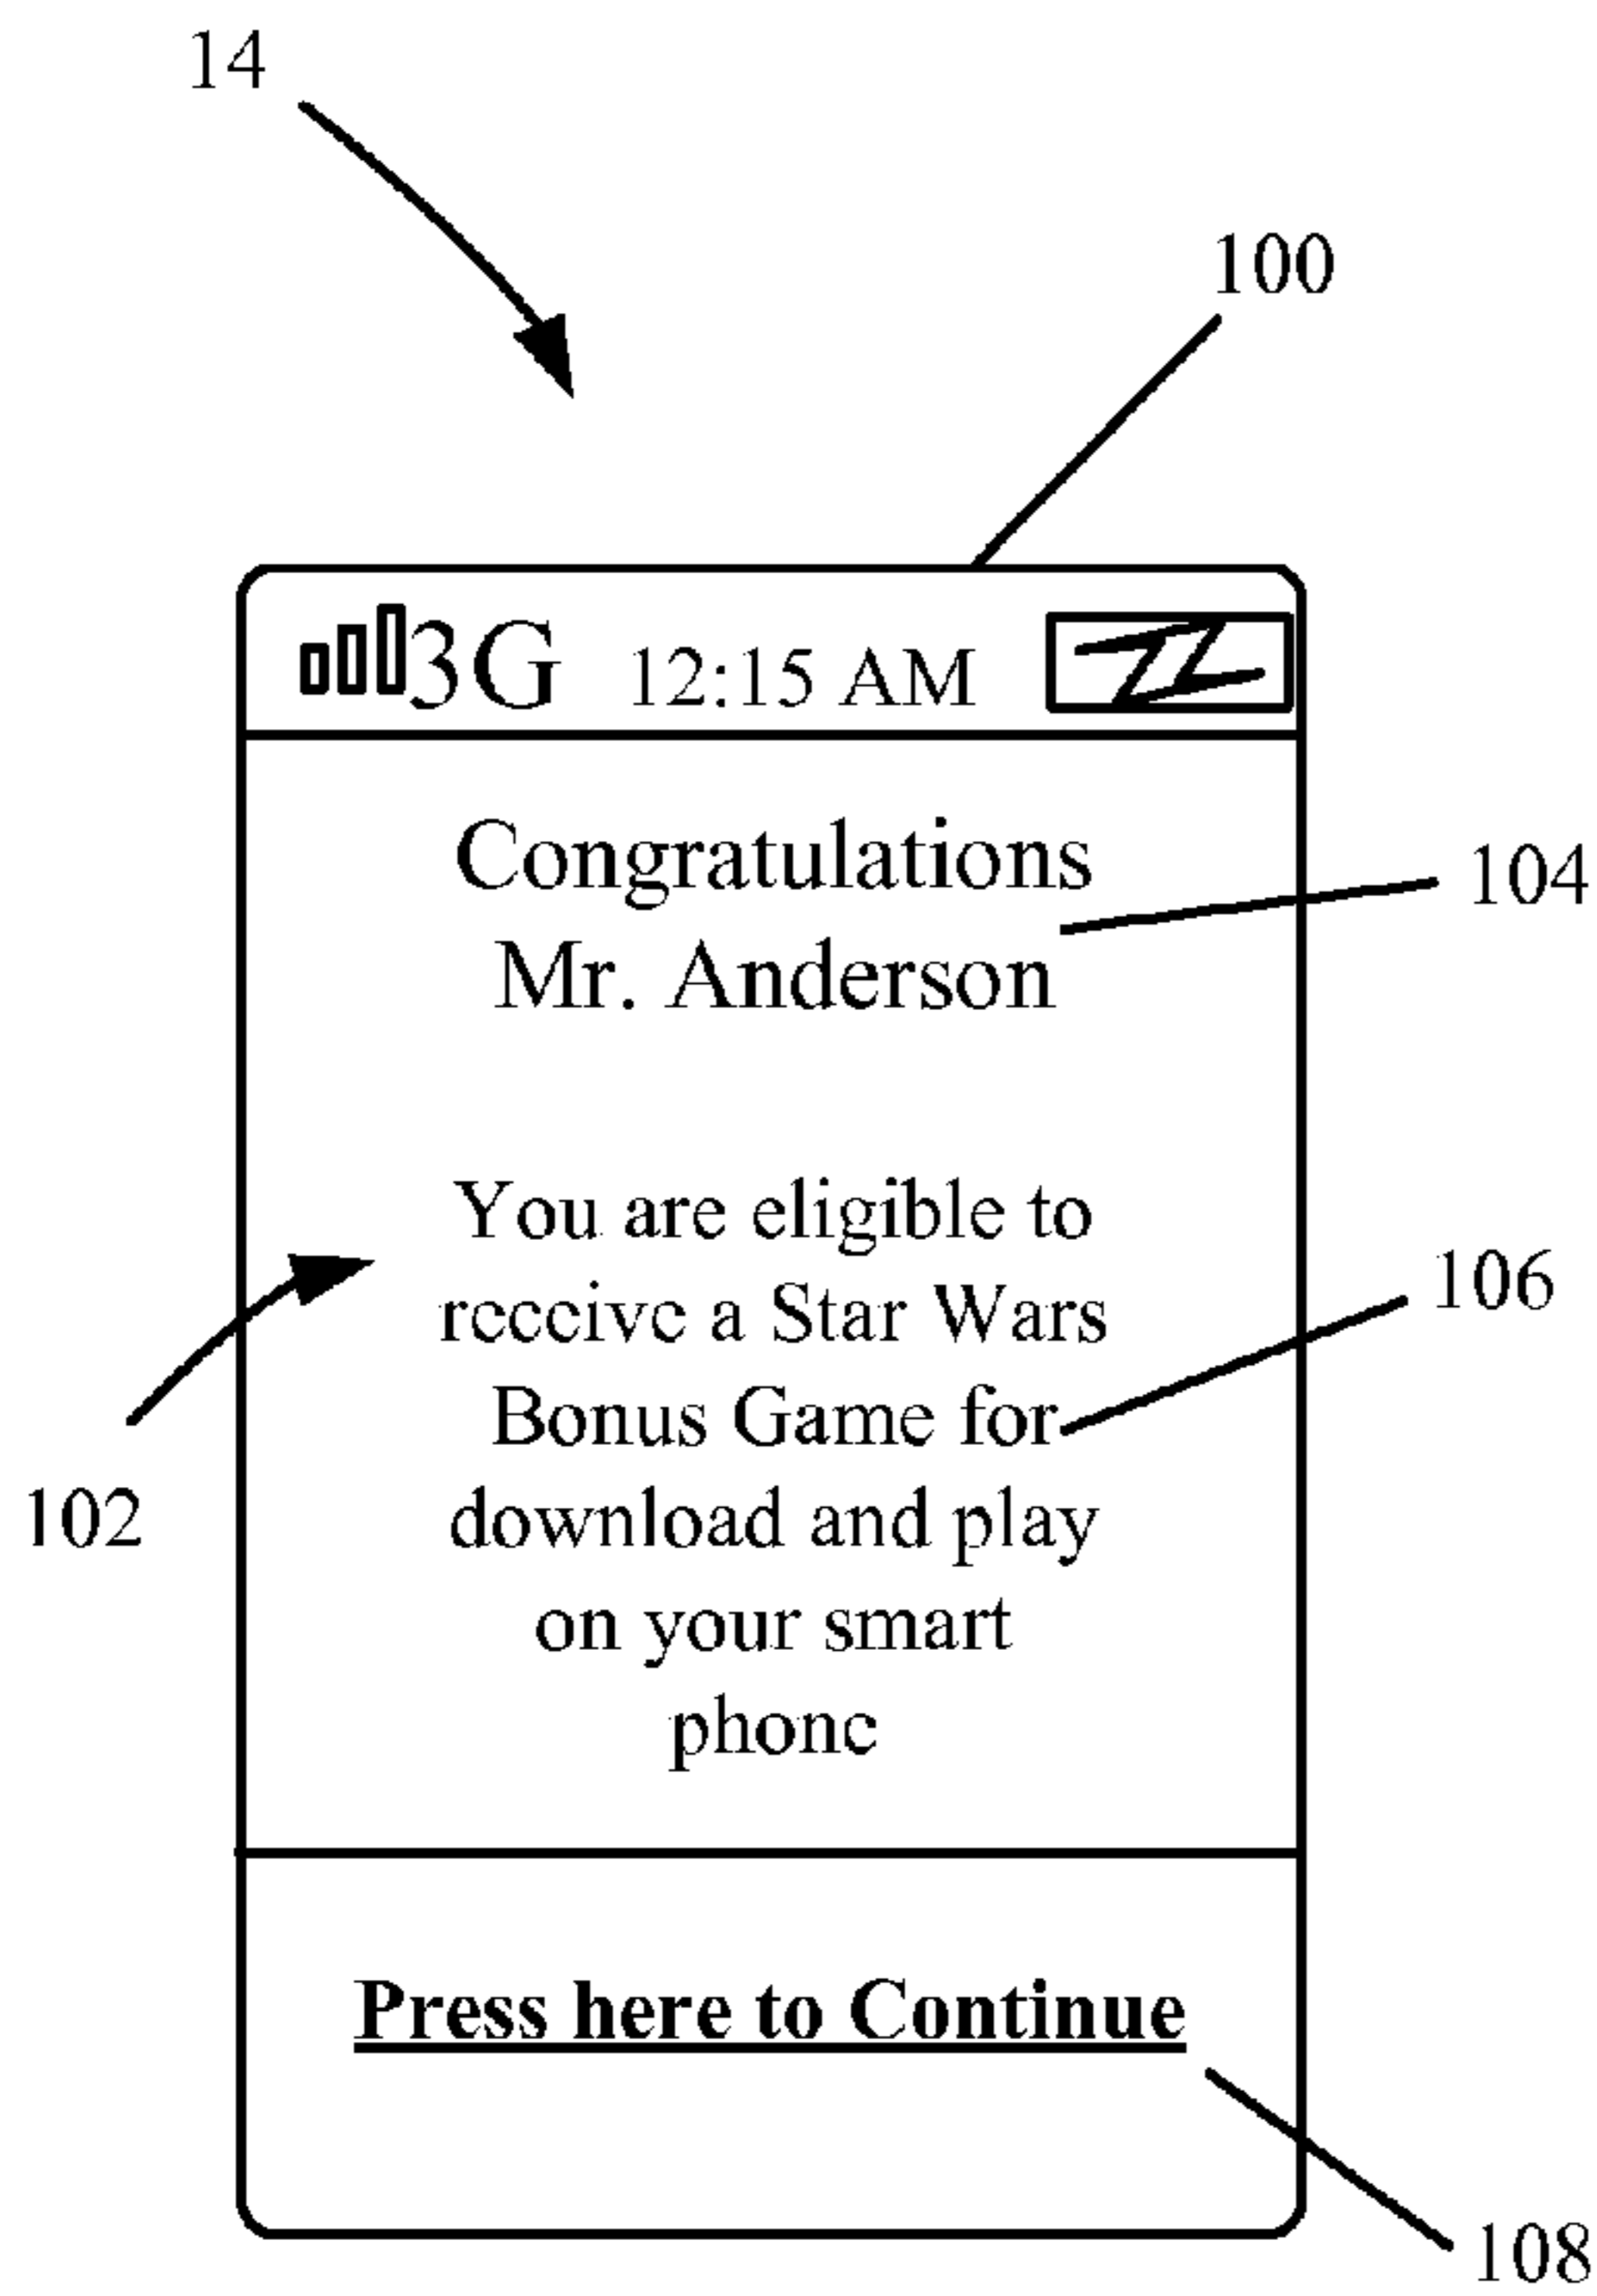 14
100
3G 12:15 AM
Congratulations
Mr. Anderson
104
You are eligible to
receive a Star Wars
Bonus Game for
download and play
on your smart
phone
106
102
Press here to Continue
108